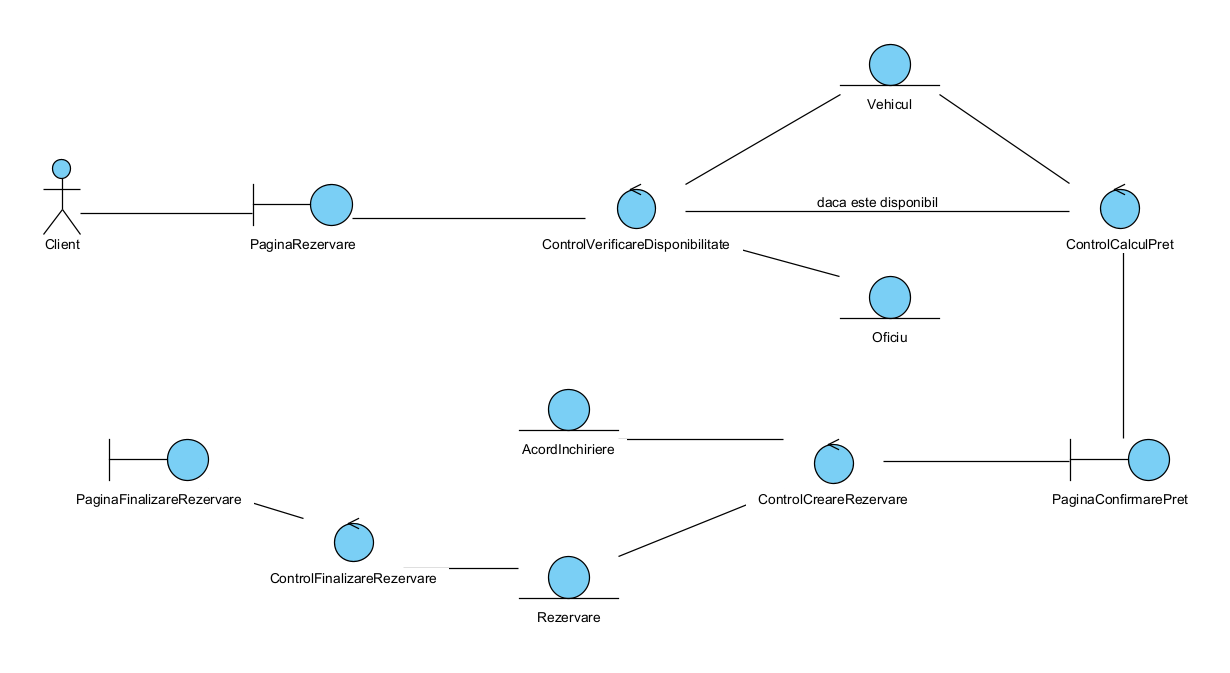 Vehicul
daca este disponibil
Client
PaginaRezervare
ControlVerificareDisponibilitate
ControlCalculPret
Oficiu
AcordInchiriere
PaginaFinalizareRezervare
ControlCreareRezervare
PaginaConfirmarePret
ControlFinalizareRezervare
Rezervare